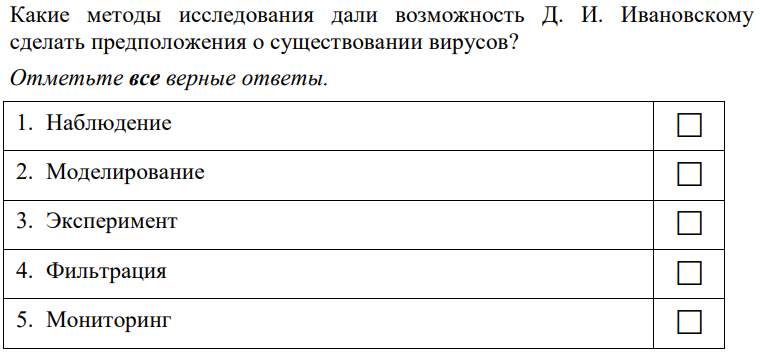 Какие методы исследования дали возможность Д. И. Ивановскому
сделать предположения о существовании вирусов?
Отметьте все верные ответы.
1. Наблюдение
2. Моделирование
3. Эксперимент
4. Фильтрация
5. Мониторинг